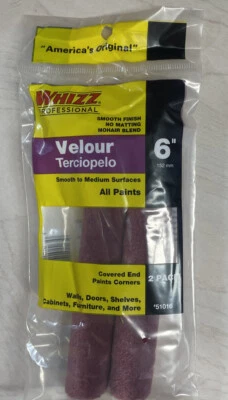 "America's Original"
WHIZZ
PROFESSIONAL
SMOOTH FINISH
NO MATTING
MOHAIR BLEND
Velour
Terciopelo
6"
152 mm
Smooth to Medium Surfaces
All Paints
Covered End
Paints Corners
2 PACK
Walls, Doors, Shelves,
Cabinets, Furniture, and More